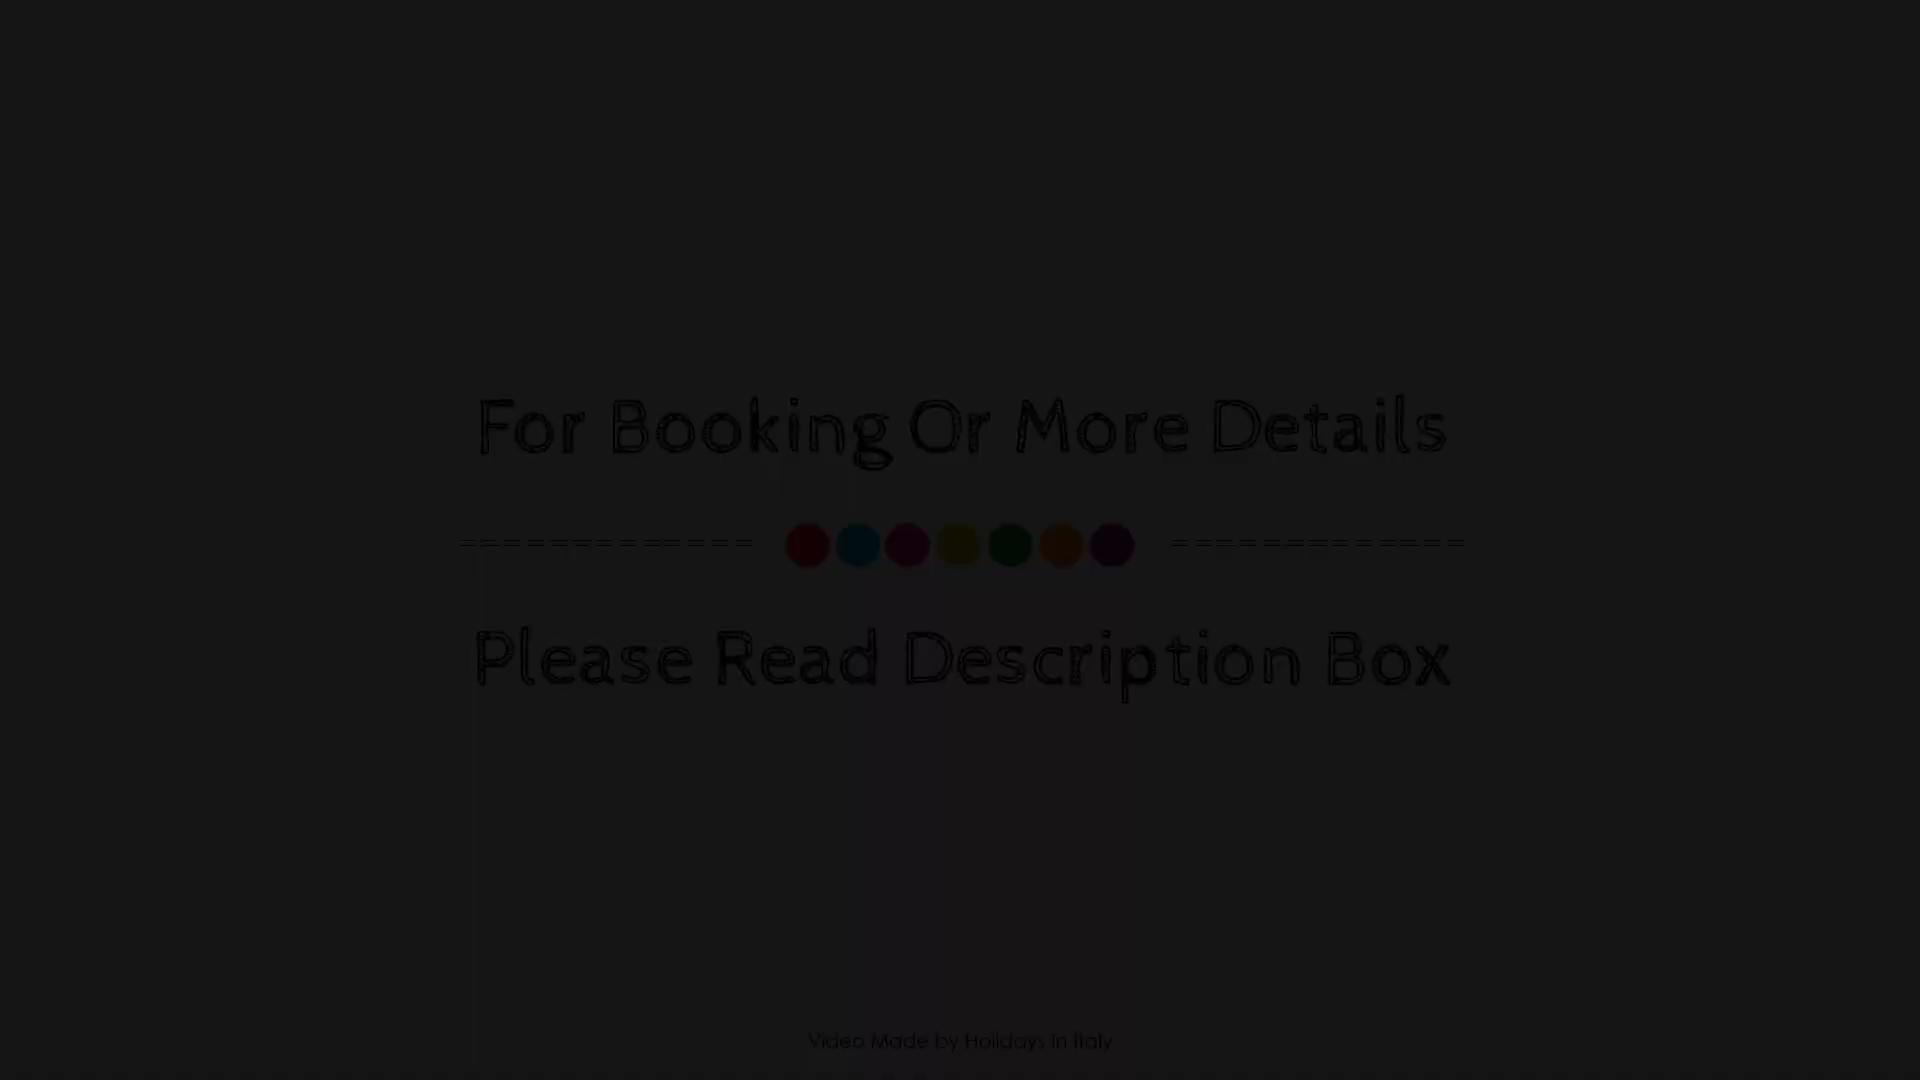 For Booking Or More Details
============= =============
Please Read Description Box
Video Made by Holidays In Italy